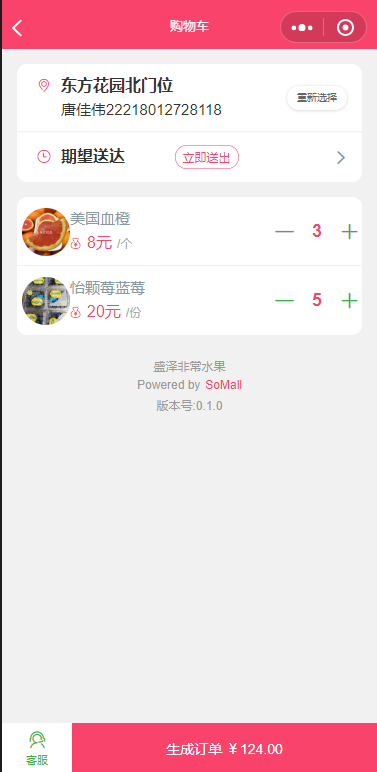 购物车
东方花园北门位
唐佳伟22218012728118
重新选择
期望送达
立即送出
美国血橙
8元 /个
3
怡颗莓蓝莓
20元 /份
5
盛泽非常水果
Powered by SoMall
版本号:0.1.0
客服
生成订单 ￥124.00